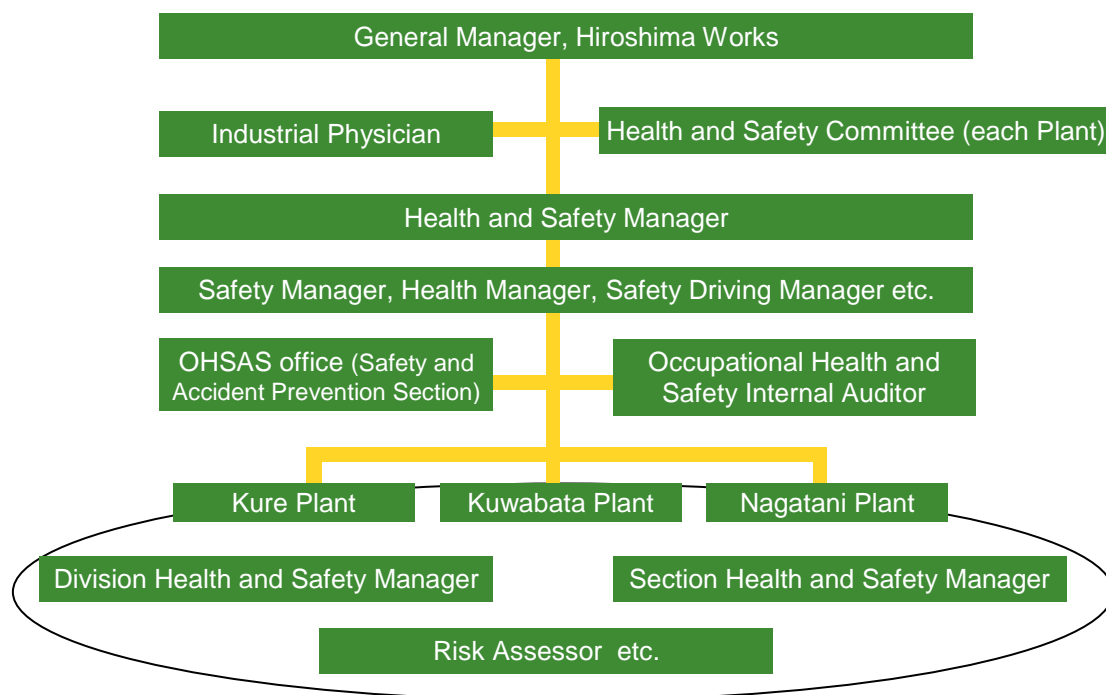 General Manager, Hiroshima Works
Industrial Physician
Health and Safety Committee (each Plant)
Health and Safety Manager
Safety Manager, Health Manager, Safety Driving Manager etc.
OHSAS office (Safety and
Accident Prevention Section)
Occupational Health and
Safety Internal Auditor
Kure Plant
Kuwabata Plant
Nagatani Plant
Division Health and Safety Manager
Section Health and Safety Manager
Risk Assessor etc.